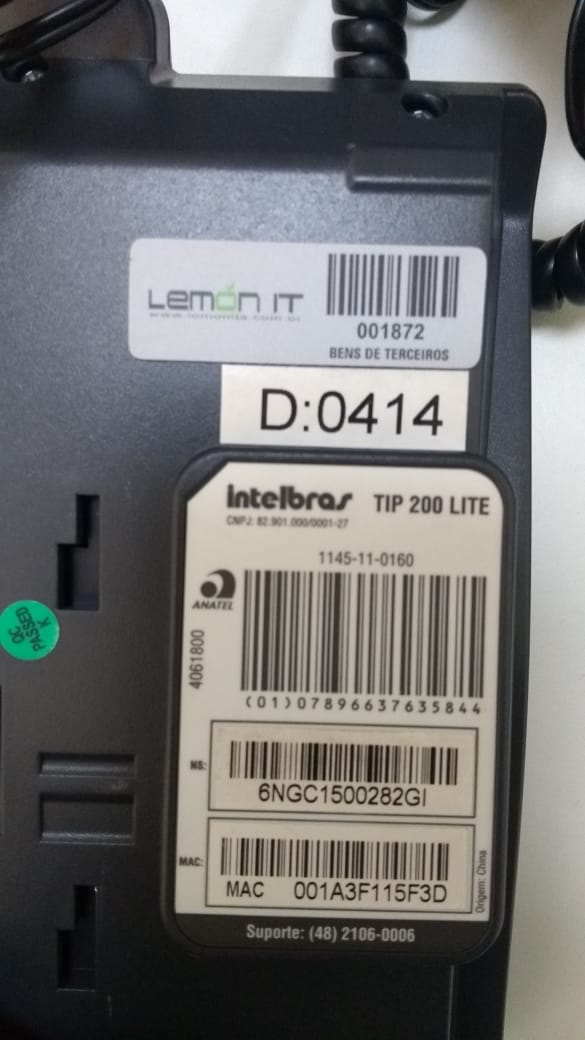 Lemon IT
001872
BENS DE TERCEIROS
D:0414
intelbras TIP 200 LITE
CNPJ: 82.901.000/0001-27
1145-11-0160
ANATEL
4061800
(01)07896637635844
NS:
6NGC1500282GI
MAC:
MAC 001A3F115F3D
Origem: China
Suporte: (48) 2106-0006
QC
PASSED
K